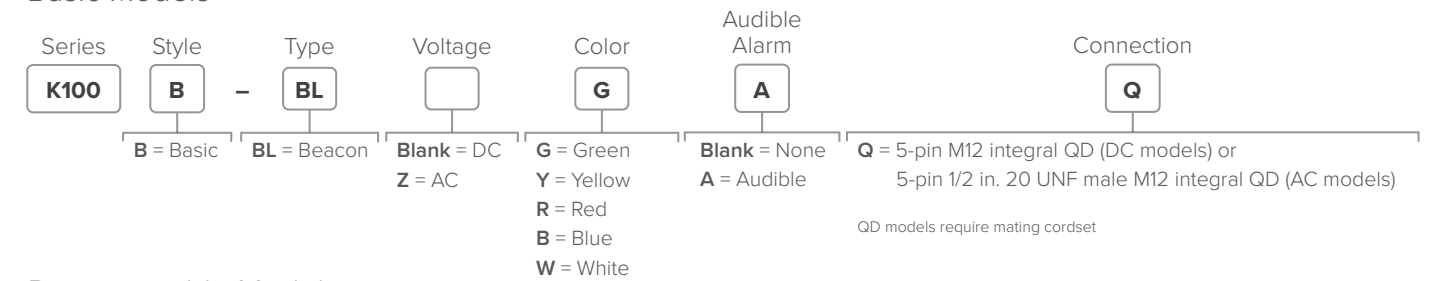 Basic Models
Series Style Type Voltage Color Audible Alarm Connection
K100 B – BL G A Q
B = Basic
BL = Beacon
Blank = DC
Z = AC
G = Green
Y = Yellow
R = Red
B = Blue
W = White
Blank = None
A = Audible
Q = 5-pin M12 integral QD (DC models) or
5-pin 1/2 in. 20 UNF male M12 integral QD (AC models)
QD models require mating cordset